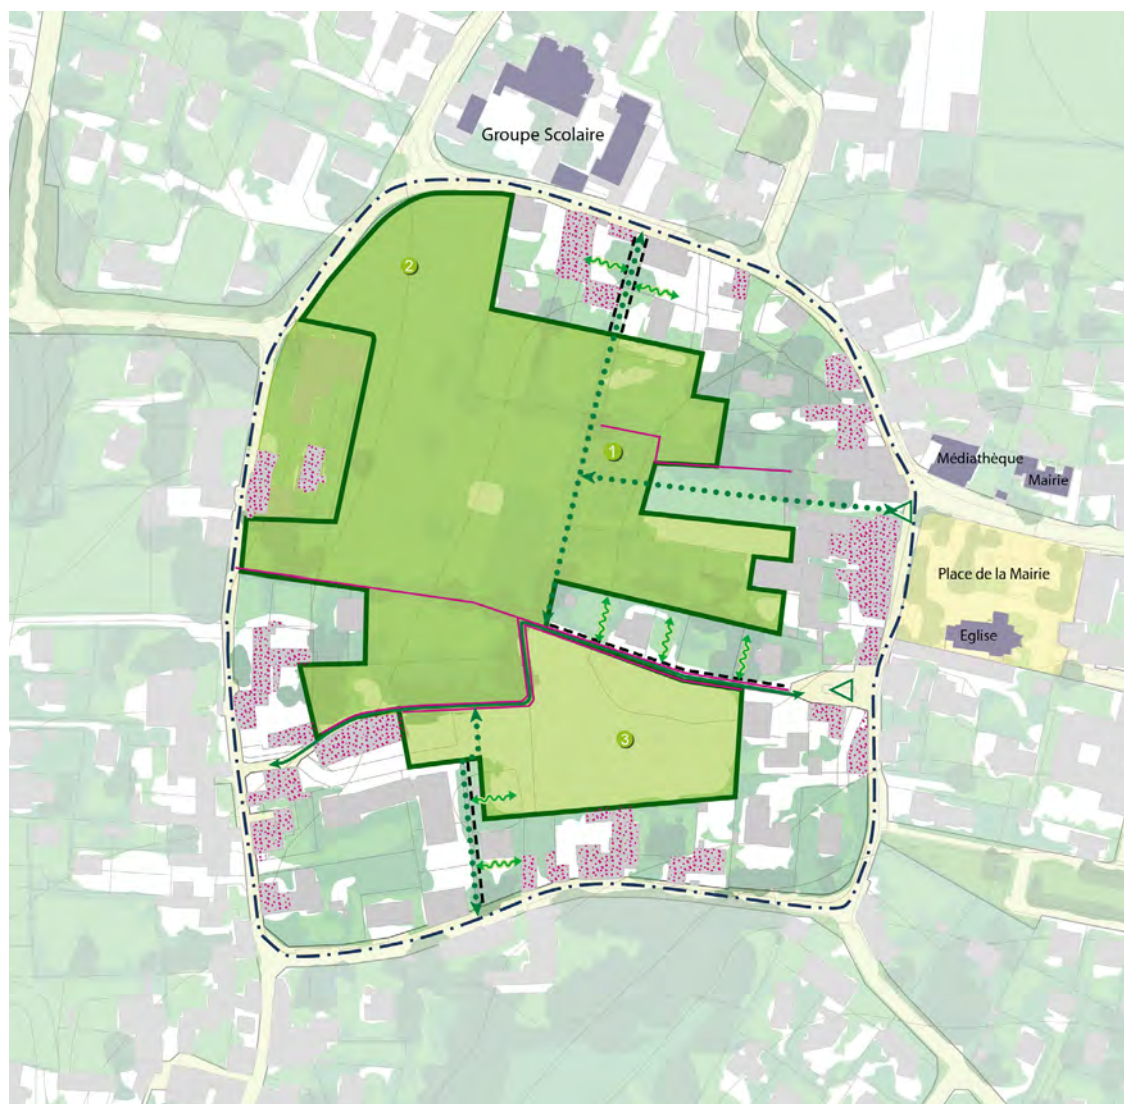 Groupe Scolaire
2
1
Médiathèque
Mairie
Place de la Mairie
Eglise
3